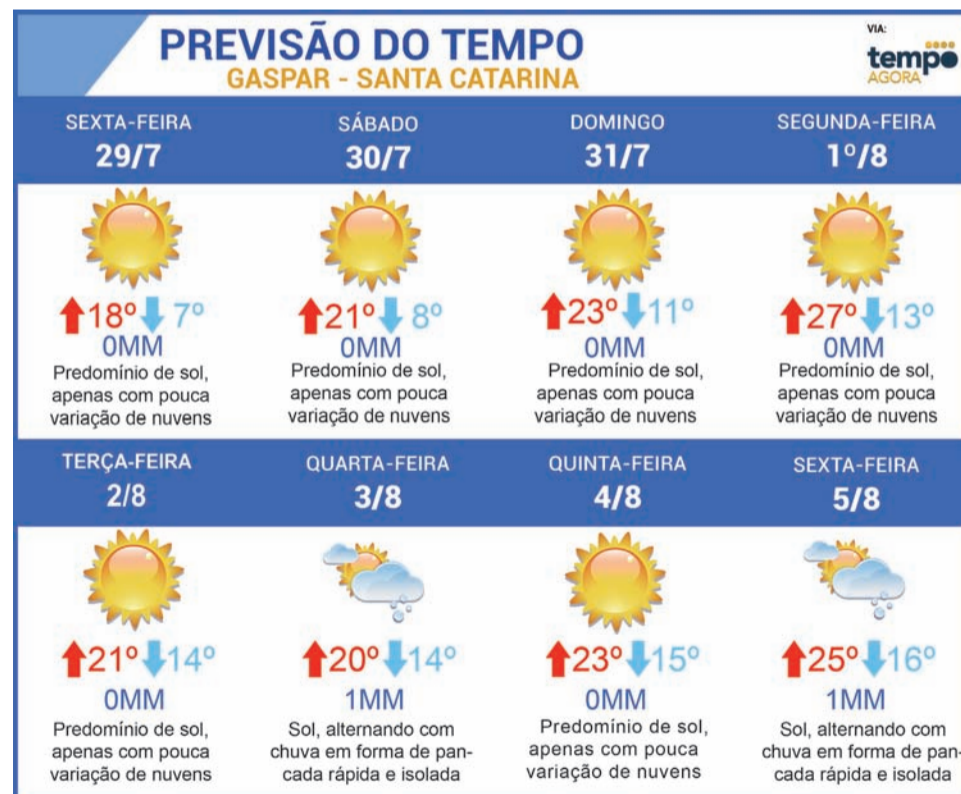 PREVISÃO DO TEMPO
GASPAR - SANTA CATARINA
VIA:
tempo
AGORA
SEXTA-FEIRA
29/7
SÁBADO
30/7
DOMINGO
31/7
SEGUNDA-FEIRA
1º/8
18º 7º
0MM
Predomínio de sol,
apenas com pouca
variação de nuvens
21º 8º
0MM
Predomínio de sol,
apenas com pouca
variação de nuvens
23º 11º
0MM
Predomínio de sol,
apenas com pouca
variação de nuvens
27º 13º
0MM
Predomínio de sol,
apenas com pouca
variação de nuvens
TERÇA-FEIRA
2/8
QUARTA-FEIRA
3/8
QUINTA-FEIRA
4/8
SEXTA-FEIRA
5/8
21º 14º
0MM
Predomínio de sol,
apenas com pouca
variação de nuvens
20º 14º
1MM
Sol, alternando com
chuva em forma de pan-
cada rápida e isolada
23º 15º
0MM
Predomínio de sol,
apenas com pouca
variação de nuvens
25º 16º
1MM
Sol, alternando com
chuva em forma de pan-
cada rápida e isolada